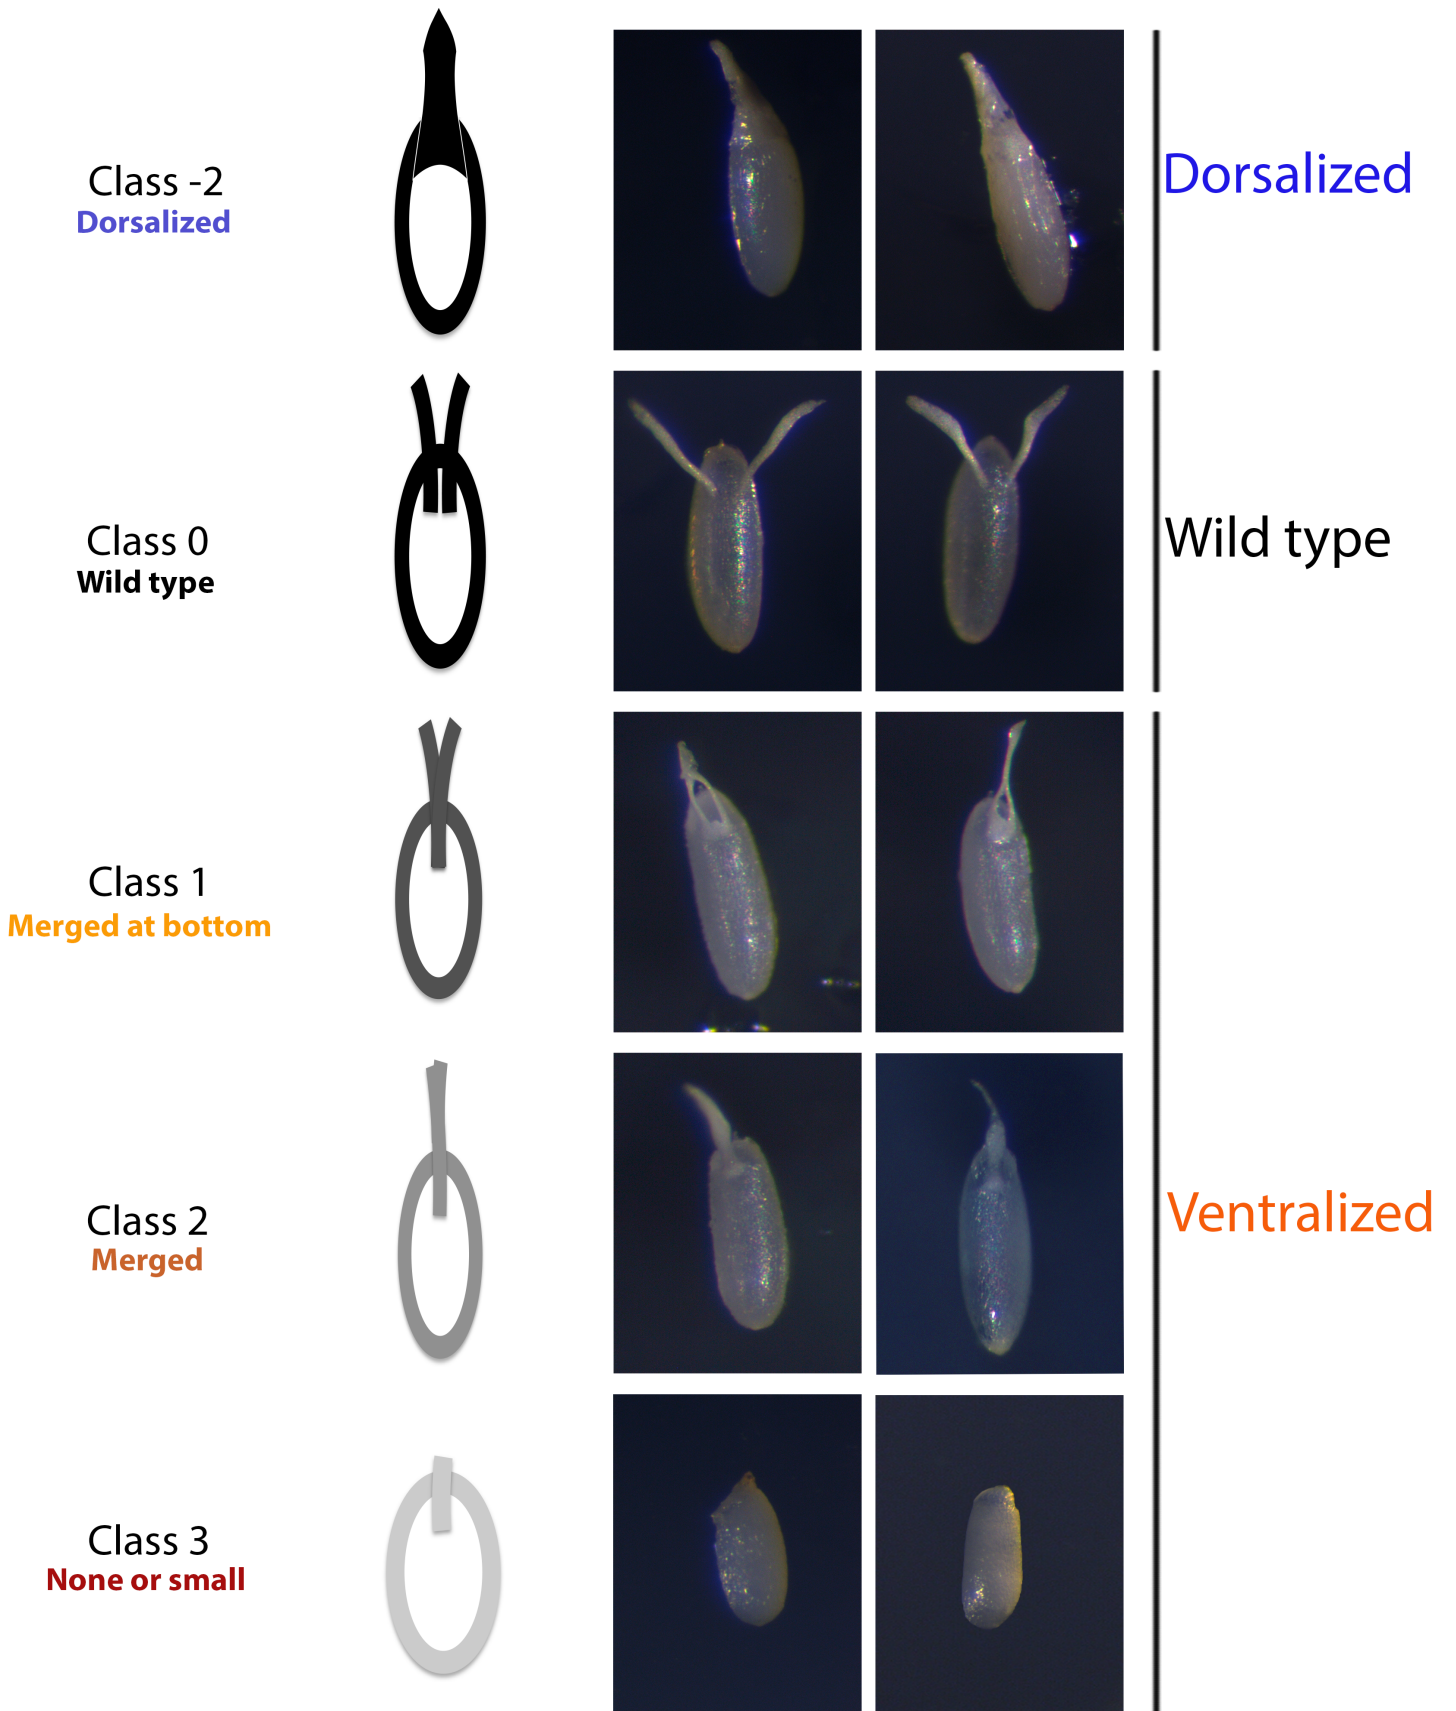 Class -2
Dorsalized
Dorsalized
Class 0
Wild type
Wild type
Class 1
Merged at bottom
Class 2
Merged
Ventralized
Class 3
None or small